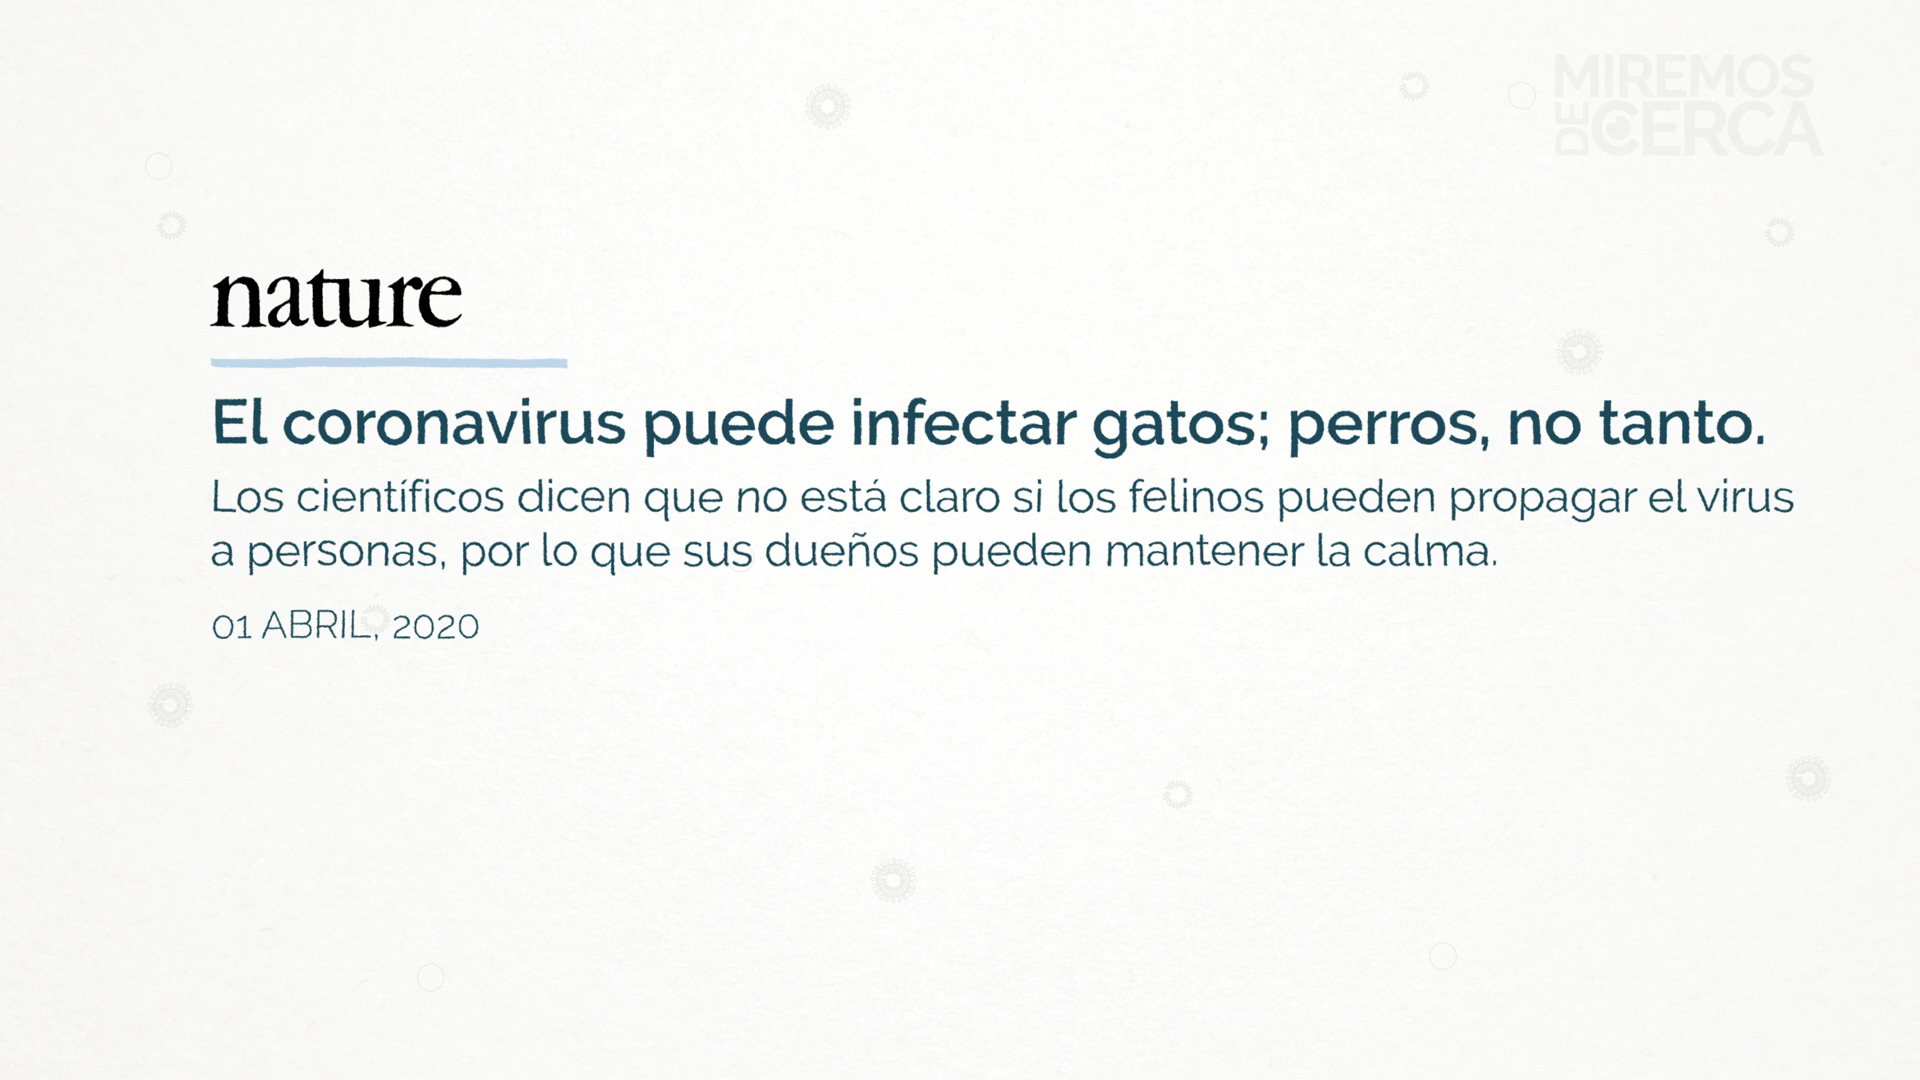 MIREMOS
DE CERCA
nature
El coronavirus puede infectar gatos; perros, no tanto.
Los científicos dicen que no está claro si los felinos pueden propagar el virus
a personas, por lo que sus dueños pueden mantener la calma.
01 ABRIL, 2020